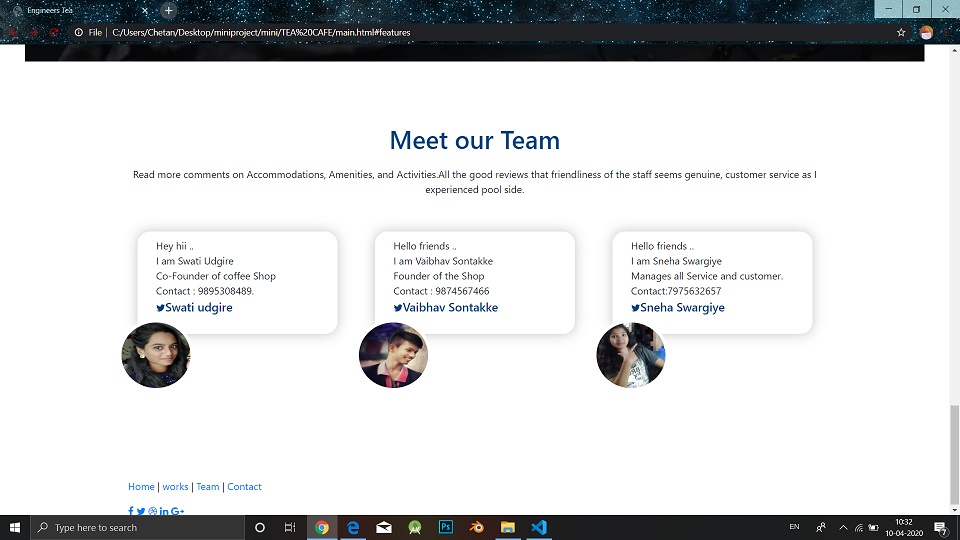 Engineers Tea
File | C:/Users/Chetan/Desktop/miniproject/mini/TEA%20CAFE/main.html#features
Meet our Team
Read more comments on Accommodations, Amenities, and Activities.All the good reviews that friendliness of the staff seems genuine, customer service as I
experienced pool side.
Hey hii ..
I am Swati Udgire
Co-Founder of coffee Shop
Contact : 9895308489.
Swati udgire
Hello friends ..
I am Vaibhav Sontakke
Founder of the Shop
Contact : 9874567466
Vaibhav Sontakke
Hello friends ..
I am Sneha Swargiye
Manages all Service and customer.
Contact:7975632657
Sneha Swargiye
Home | works | Team | Contact
Type here to search
Ps
EN
10:32
10-04-2020
7